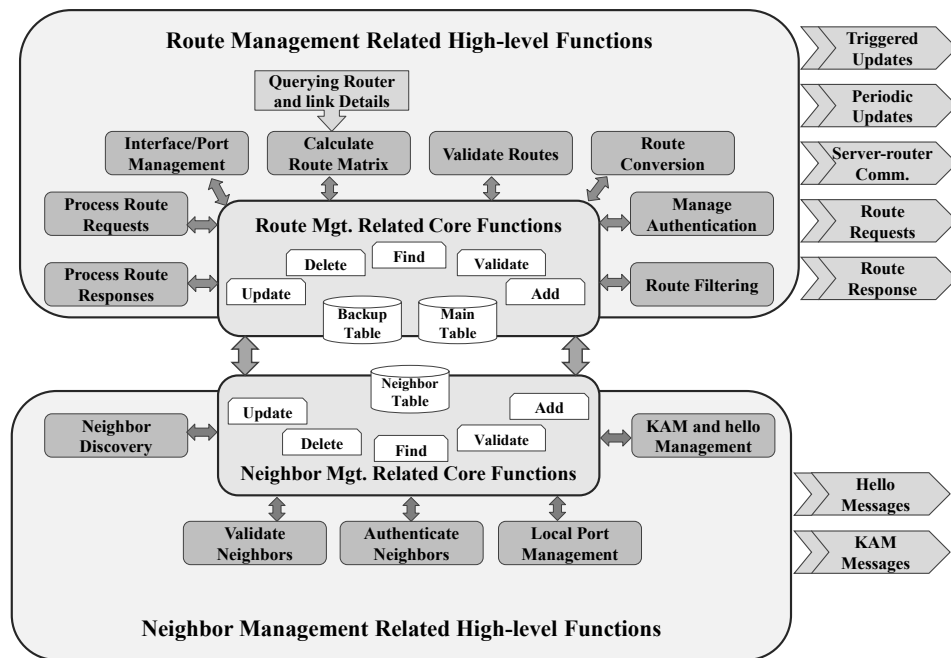 Route Management Related High-level Functions
Querying Router
and link Details
Interface/Port
Management
Calculate
Route Matrix
Validate Routes
Route
Conversion
Process Route
Requests
Manage
Authentication
Process Route
Responses
Route Filtering
Route Mgt. Related Core Functions
Update
Delete
Find
Validate
Add
Backup
Table
Main
Table
Triggered
Updates
Periodic
Updates
Server-router
Comm.
Route
Requests
Route
Response
Neighbor
Table
Update
Delete
Find
Validate
Add
Neighbor Mgt. Related Core Functions
Neighbor
Discovery
KAM and hello
Management
Validate
Neighbors
Authenticate
Neighbors
Local Port
Management
Hello
Messages
KAM
Messages
Neighbor Management Related High-level Functions